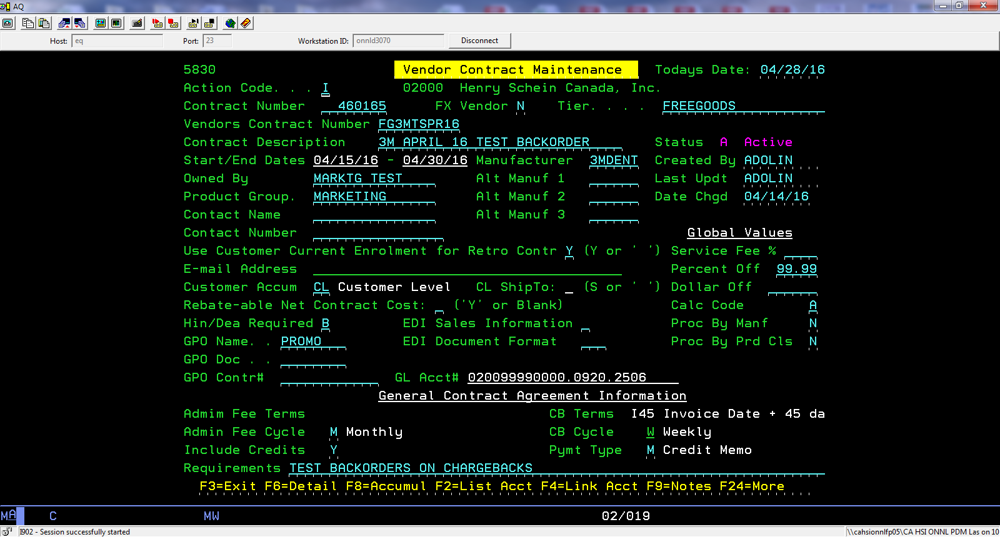 AQ
Host: eq Port: 23 Workstation ID: onnld3070 Disconnect
5830 Vendor Contract Maintenance Todays Date: 04/28/16
Action Code. . . I 02000 Henry Schein Canada, Inc.
Contract Number 460165 FX Vendor N Tier. . . . FREEGOODS
Vendors Contract Number FG3MTSPR16
Contract Description 3M APRIL 16 TEST BACKORDER Status A Active
Start/End Dates 04/15/16 - 04/30/16 Manufacturer 3MDENT Created By ADOLIN
Owned By MARKTG TEST Alt Manuf 1 Last Updt ADOLIN
Product Group. MARKETING Alt Manuf 2 Date Chgd 04/14/16
Contact Name Alt Manuf 3
Contact Number Global Values
Use Customer Current Enrolment for Retro Contr Y (Y or ' ') Service Fee %
E-mail Address Percent Off 99.99
Customer Accum CL Customer Level CL ShipTo: _ (S or ' ') Dollar Off
Rebate-able Net Contract Cost: _ ('Y' or Blank) Calc Code A
Hin/Dea Required B EDI Sales Information _ Proc By Manf N
GPO Name. . PROMO EDI Document Format Proc By Prd Cls N
GPO Doc . .
GPO Contr# GL Acct# 020099990000.0920.2506
General Contract Agreement Information
Admim Fee Terms CB Terms I45 Invoice Date + 45 da
Admin Fee Cycle M Monthly CB Cycle W Weekly
Include Credits Y Pymt Type M Credit Memo
Requirements TEST BACKORDERS ON CHARGEBACKS
F3=Exit F6=Detail F8=Accumul F2=List Acct F4=Link Acct F9=Notes F24=More
MA C MW 02/019
I902 - Session successfully started \\cahsionnlfp05\CA HSI ONNL PDM Las on 10